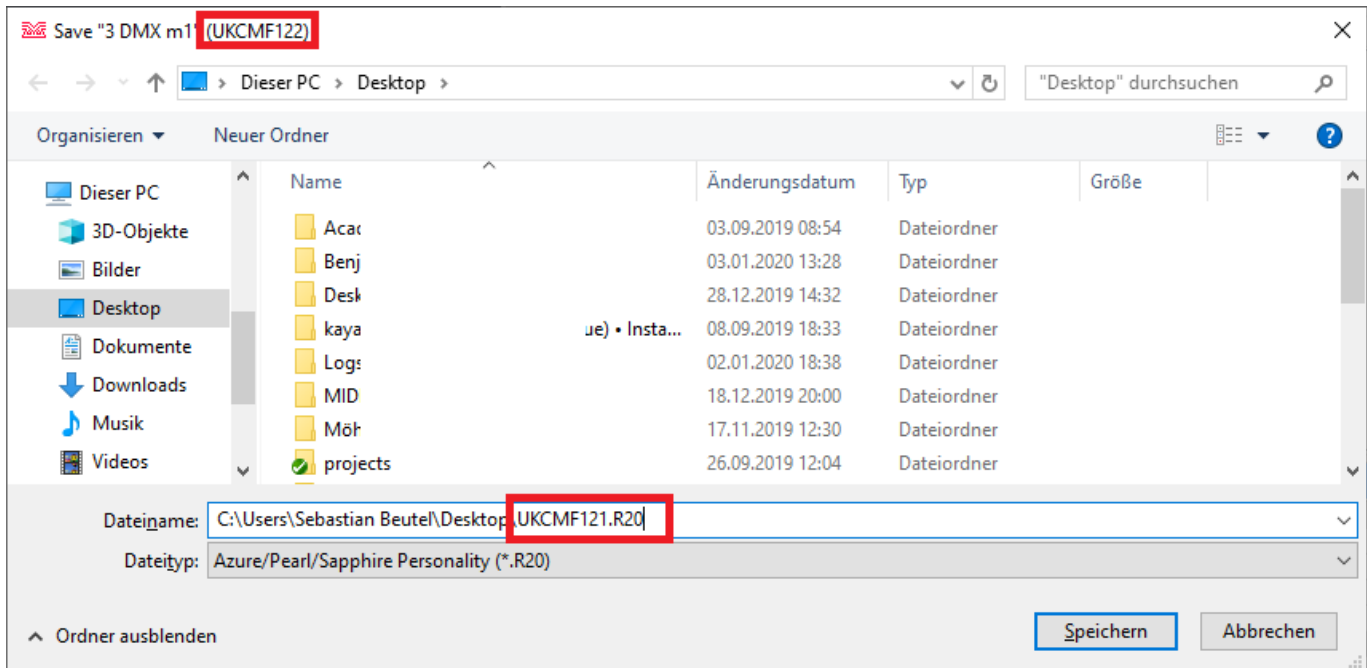 Save "3 DMX m1" (UKCMF122)
Dieser PC > Desktop >
"Desktop" durchsuchen
Organisieren Neuer Ordner
?
Name Änderungsdatum Typ Größe
Dieser PC
3D-Objekte
Bilder
Desktop
Dokumente
Downloads
Musik
Videos
Acac 03.09.2019 08:54 Dateiordner
Benj 03.01.2020 13:28 Dateiordner
Desk 28.12.2019 14:32 Dateiordner
kaya ue) • Insta... 08.09.2019 18:33 Dateiordner
Logs 02.01.2020 18:38 Dateiordner
MID 18.12.2019 20:00 Dateiordner
Möh 17.11.2019 12:30 Dateiordner
projects 26.09.2019 12:04 Dateiordner
Dateiname: C:\Users\Sebastian Beutel\Desktop\UKCMF121.R20
Dateityp: Azure/Pearl/Sapphire Personality (*.R20)
Ordner ausblenden
Speichern Abbrechen